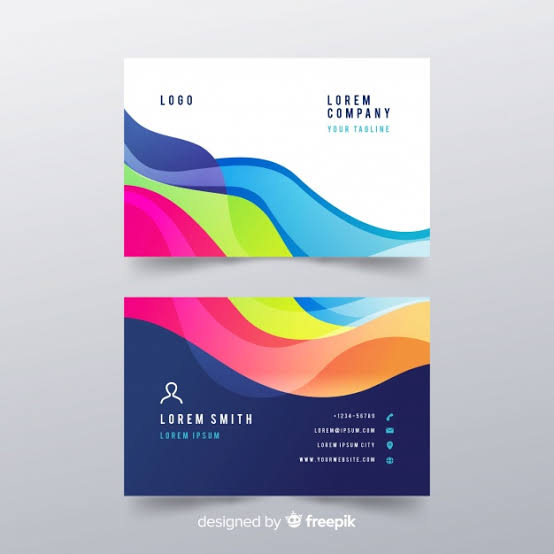 LOGO
LOREM
COMPANY
YOUR TAGLINE
LOREM SMITH
LOREM IPSUM
+1234-56789
LOREM@IPSUM.COM
LOREM IPSUM CITY
WWW.YOURWEBSITE.COM
designed by freepik